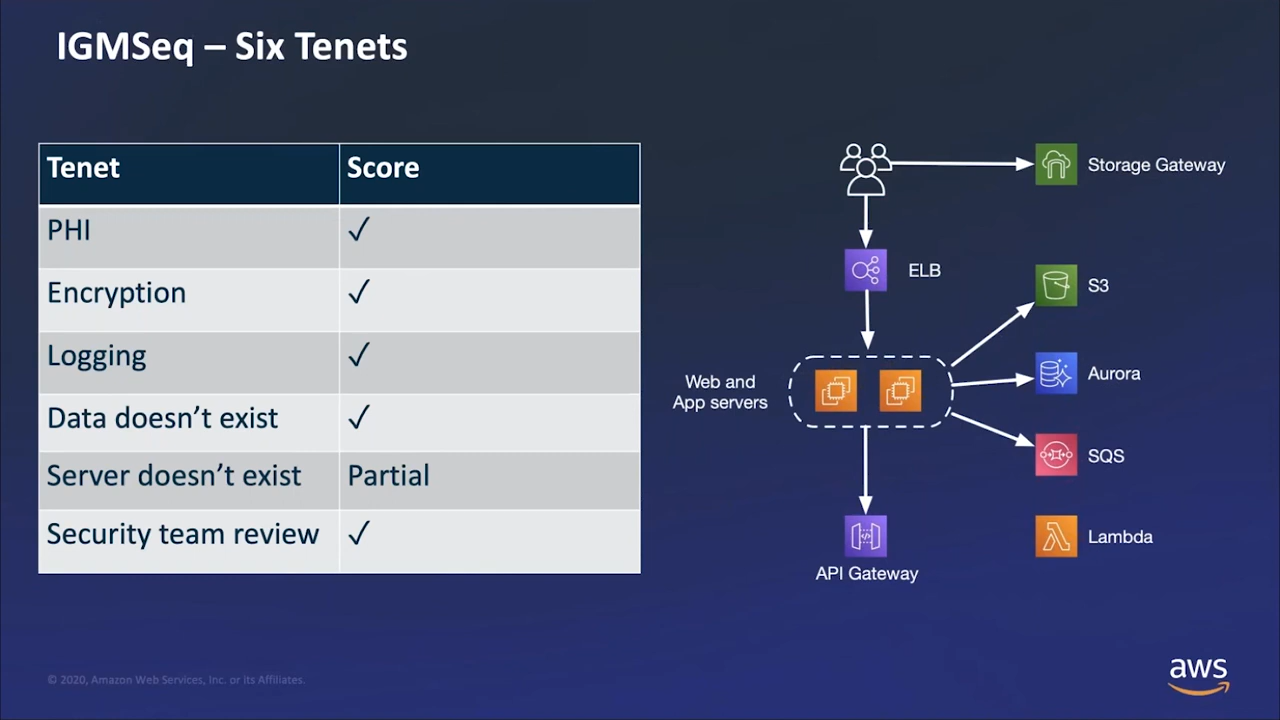 IGMSeq – Six Tenets
Tenet Score
PHI ✓
Encryption ✓
Logging ✓
Data doesn’t exist ✓
Server doesn’t exist Partial
Security team review ✓
Storage Gateway
ELB
S3
Web and
App servers
Aurora
SQS
Lambda
API Gateway
© 2020, Amazon Web Services, Inc. or its Affiliates.
aws